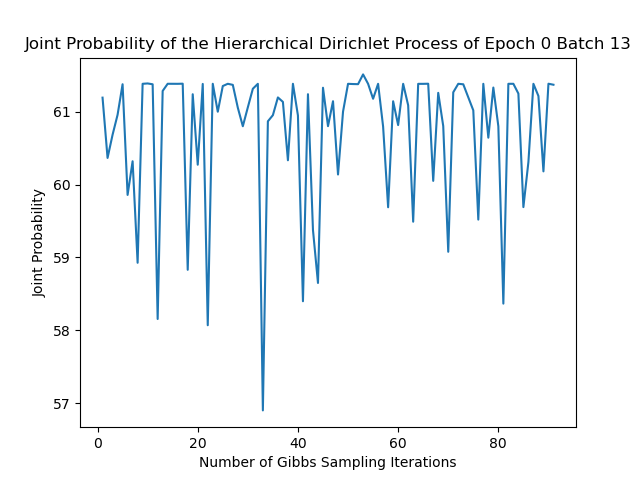 Joint Probability of the Hierarchical Dirichlet Process of Epoch 0 Batch 13
61
60
59
58
57
Joint Probability
0 20 40 60 80
Number of Gibbs Sampling Iterations